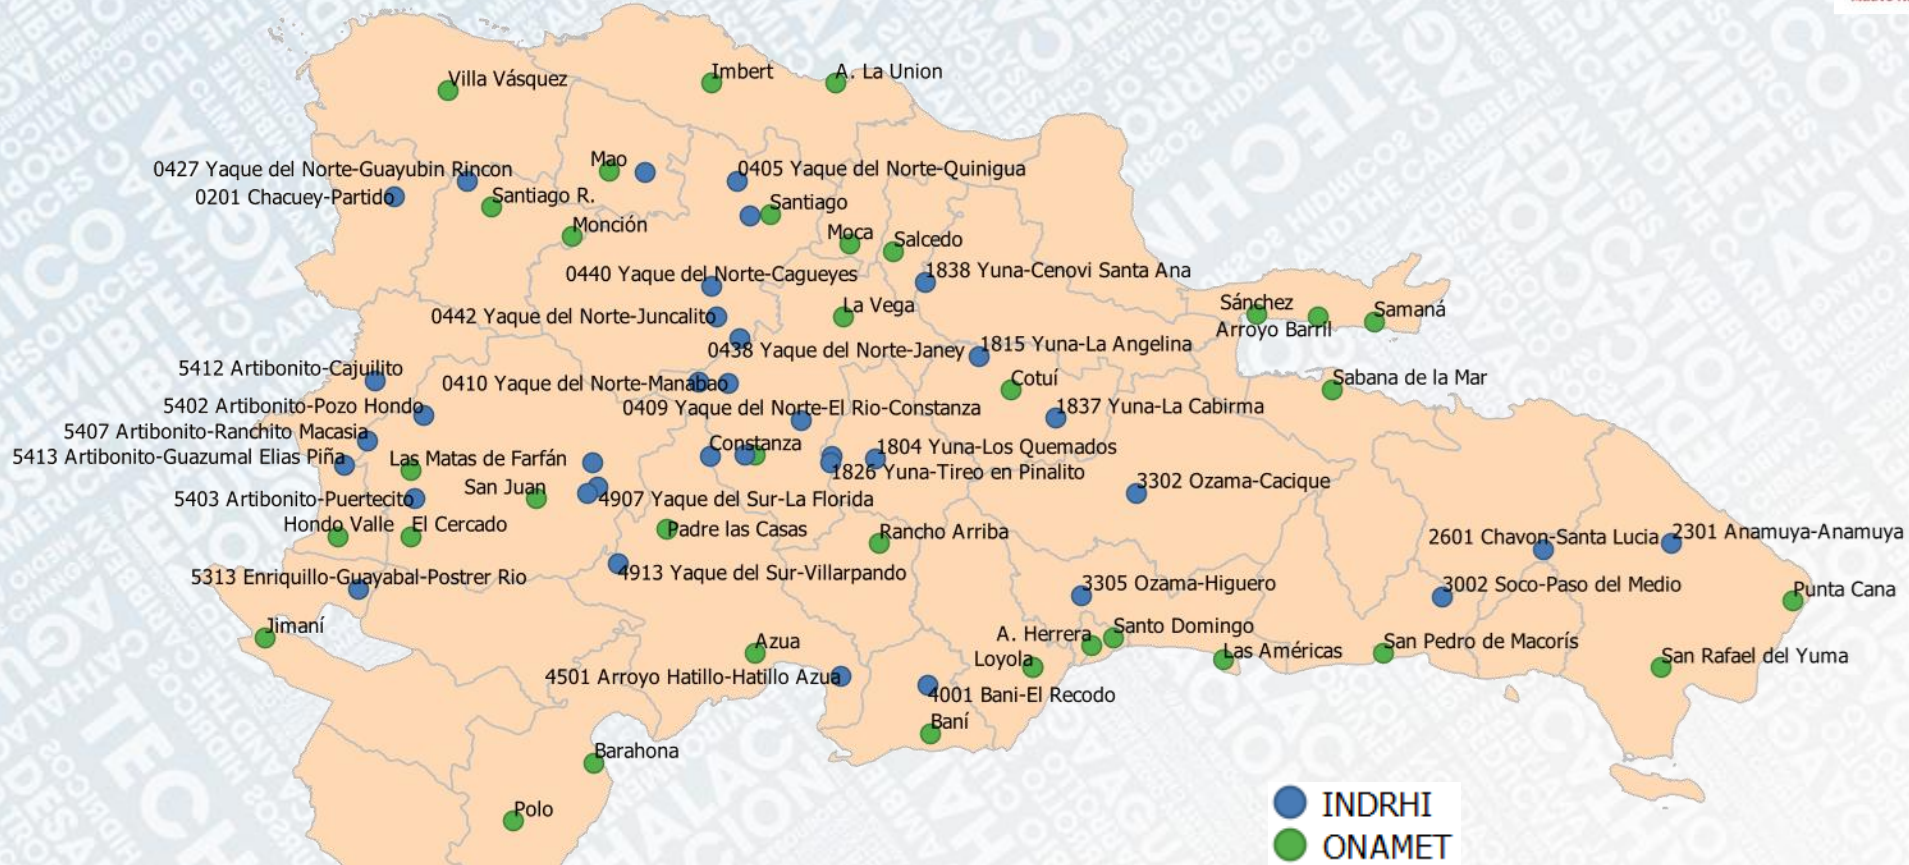 Villa Vásquez
Imbert
A. La Union
Mao
0427 Yaque del Norte-Guayubin Rincon
0405 Yaque del Norte-Quinigua
0201 Chacuey-Partido
Santiago R.
Santiago
Monción
Moca
Salcedo
0440 Yaque del Norte-Cagueyes
1838 Yuna-Cenovi Santa Ana
La Vega
Sánchez
Samaná
0442 Yaque del Norte-Juncalito
Arroyo Barril
0438 Yaque del Norte-Janey
1815 Yuna-La Angelina
5412 Artibonito-Cajuilito
0410 Yaque del Norte-Manabao
Cotuí
Sabana de la Mar
5402 Artibonito-Pozo Hondo
0409 Yaque del Norte-El Rio-Constanza
1837 Yuna-La Cabirma
5407 Artibonito-Ranchito Macasia
Constanza
1804 Yuna-Los Quemados
5413 Artibonito-Guazumal Elias Piña
Las Matas de Farfán
1826 Yuna-Tireo en Pinalito
San Juan
3302 Ozama-Cacique
5403 Artibonito-Puertecito
4907 Yaque del Sur-La Florida
Hondo Valle
El Cercado
Padre las Casas
Rancho Arriba
2601 Chavon-Santa Lucia
2301 Anamuya-Anamuya
5313 Enriquillo-Guayabal-Postrer Rio
4913 Yaque del Sur-Villarpando
3305 Ozama-Higuero
3002 Soco-Paso del Medio
Punta Cana
Jimaní
Azua
A. Herrera
Santo Domingo
Las Américas
San Pedro de Macorís
Loyola
San Rafael del Yuma
4501 Arroyo Hatillo-Hatillo Azua
4001 Bani-El Recodo
Baní
Barahona
Polo
INDRHI
ONAMET